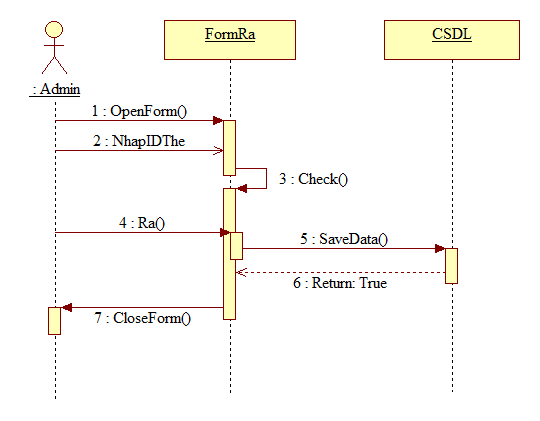 FormRa
CSDL
: Admin
1 : OpenForm()
2 : NhapIDThe
3 : Check()
4 : Ra()
5 : SaveData()
6 : Return: True
7 : CloseForm()